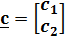 c = [c₁
c₂]